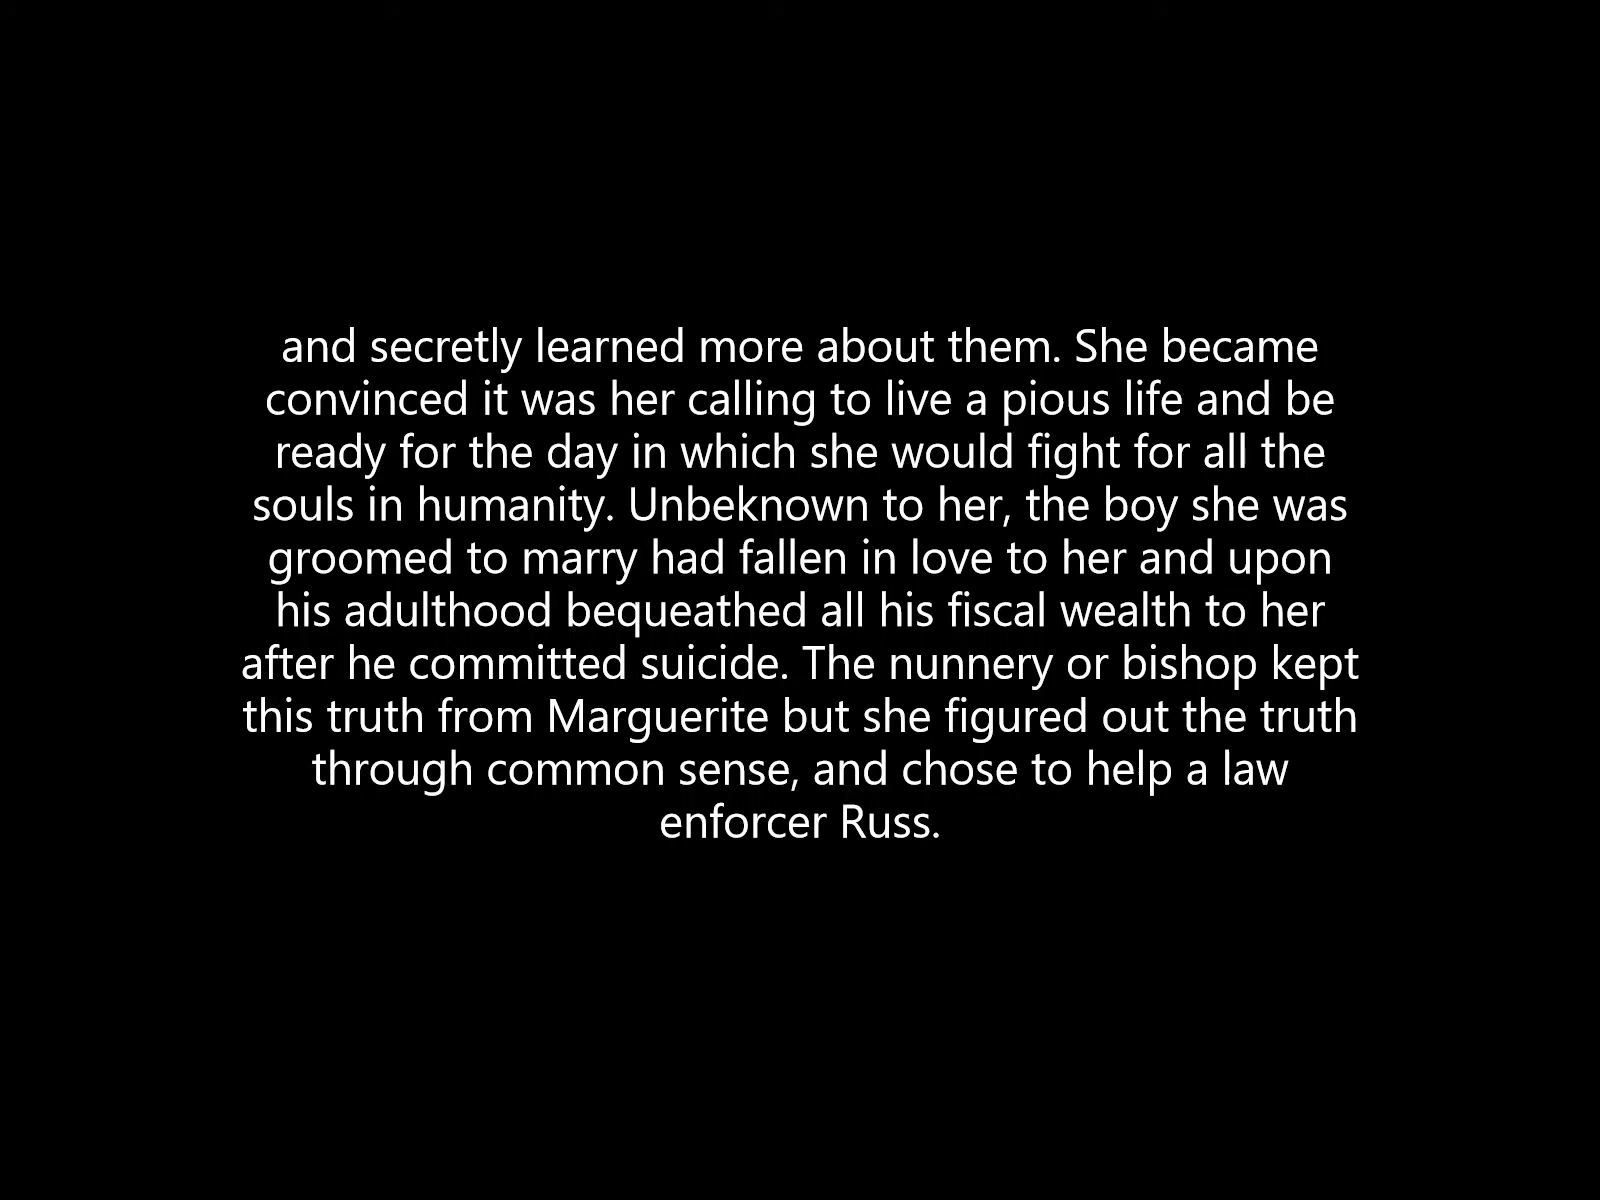 and secretly learned more about them. She became
convinced it was her calling to live a pious life and be
ready for the day in which she would fight for all the
souls in humanity. Unbeknown to her, the boy she was
groomed to marry had fallen in love to her and upon
his adulthood bequeathed all his fiscal wealth to her
after he committed suicide. The nunnery or bishop kept
this truth from Marguerite but she figured out the truth
through common sense, and chose to help a law
enforcer Russ.